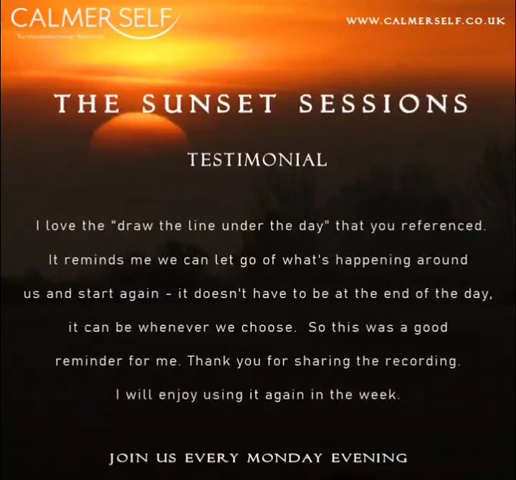 CALMER SELF
WWW.CALMERSELF.CO.UK
THE SUNSET SESSIONS
TESTIMONIAL
I love the "draw the line under the day" that you referenced.
It reminds me we can let go of what's happening around
us and start again - it doesn't have to be at the end of the day,
it can be whenever we choose. So this was a good
reminder for me. Thank you for sharing the recording.
I will enjoy using it again in the week.
JOIN US EVERY MONDAY EVENING